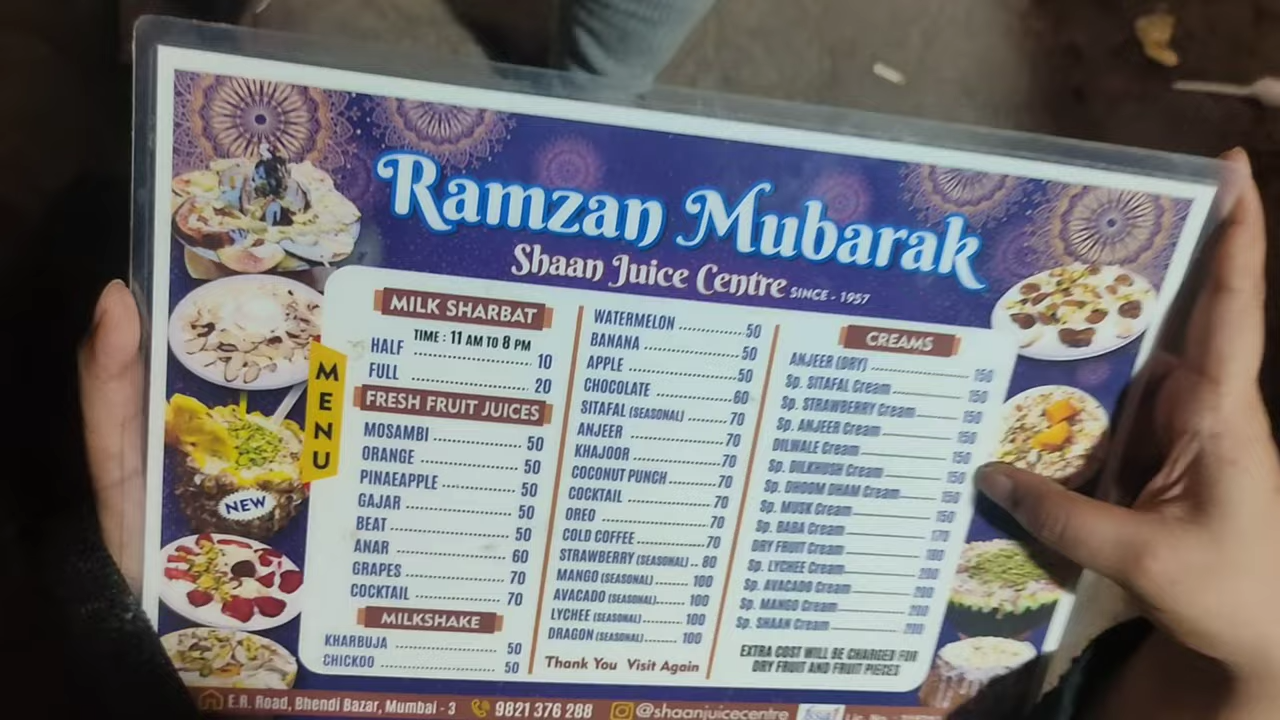 Ramzan Mubarak
Shaan Juice Centre SINCE - 1957
MENU
NEW
MILK SHARBAT
TIME : 11 AM TO 8 PM
HALF 10
FULL 20
FRESH FRUIT JUICES
MOSAMBI 50
ORANGE 50
PINAEAPPLE 50
GAJAR 50
BEAT 50
ANAR 60
GRAPES 70
COCKTAIL 70
MILKSHAKE
KHARBUJA 50
CHICKOO 50
WATERMELON 50
BANANA 50
APPLE 50
CHOCOLATE 60
SITAFAL (SEASONAL) 70
ANJEER 70
KHAJOOR 70
COCONUT PUNCH 70
COCKTAIL 70
OREO 70
COLD COFFEE 70
STRAWBERRY (SEASONAL) 80
MANGO (SEASONAL) 100
AVACADO (SEASONAL) 100
LYCHEE (SEASONAL) 100
DRAGON (SEASONAL) 100
Thank You Visit Again
CREAMS
ANJEER (DRY) 150
Sp. SITAFAL Cream 150
Sp. STRAWBERRY Cream 150
Sp. ANJEER Cream 150
DILWALE Cream 150
Sp. DILKHUSH Cream 150
Sp. DHOOM DHAM Cream 150
Sp. MUSK Cream 150
Sp. BABA Cream 170
DRY FRUIT Cream 180
Sp. LYCHEE Cream 200
Sp. AVACADO Cream 200
Sp. MANGO Cream 200
Sp. SHAAN Cream 200
EXTRA COST WILL BE CHARGED FOR
DRY FRUIT AND FRUIT PIECES
E.R. Road, Bhendi Bazar, Mumbai - 3 9821 376 288 @shaanjuicecentre